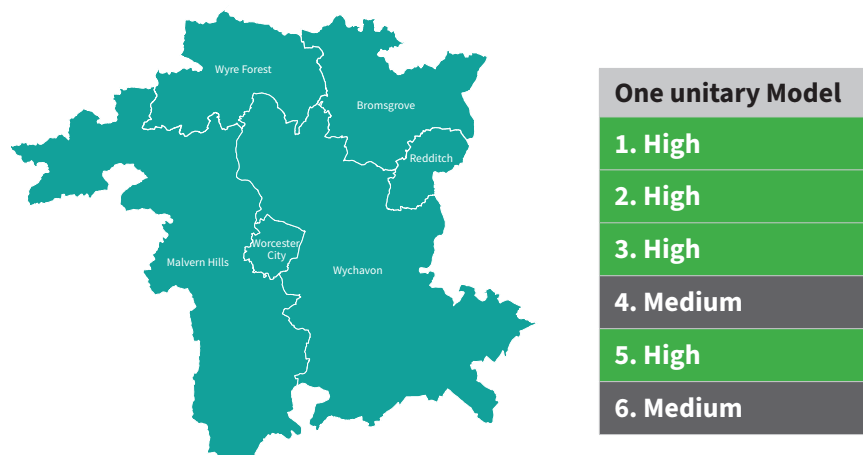 Wyre Forest
Bromsgrove
Redditch
Worcester
City
Malvern Hills
Wychavon
One unitary Model
1. High
2. High
3. High
4. Medium
5. High
6. Medium